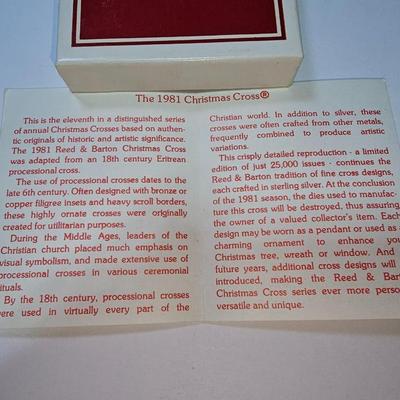 The 1981 Christmas Cross®
This is the eleventh in a distinguished series
of annual Christmas Crosses based on authen-
tic originals of historic and artistic significance.
The 1981 Reed & Barton Christmas Cross
was adapted from an 18th century Eritrean
processional cross.
The use of processional crosses dates to the
late 6th century. Often designed with bronze or
copper filigree insets and heavy scroll borders,
these highly ornate crosses were originally
created for utilitarian purposes.
During the Middle Ages, leaders of the
Christian church placed much emphasis on
visual symbolism, and made extensive use of
processional crosses in various ceremonial
rituals.
By the 18th century, processional crosses
were used in virtually every part of the
Christian world. In addition to silver, these
crosses were often crafted from other metals,
frequently combined to produce artistic
variations.
This crisply detailed reproduction - a limited
edition of just 25,000 issues - continues the
Reed & Barton tradition of fine cross designs,
each crafted in sterling silver. At the conclusion
of the 1981 season, the dies used to manufac-
ture this cross will be destroyed, thus assuring
the owner of a valued collector's item. Each
design may be worn as a pendant or used as a
charming ornament to enhance you
Christmas tree, wreath or window. And
future years, additional cross designs will
introduced, making the Reed & Bart
Christmas Cross series ever more person
versatile and unique.